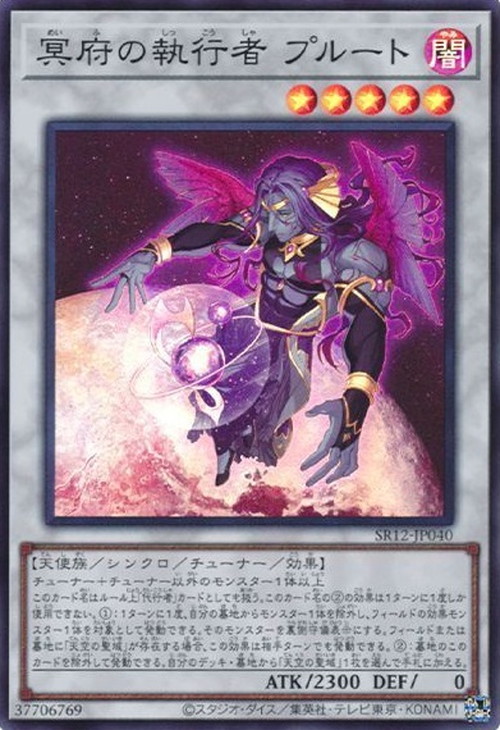 冥府の執行者 プルート
闇
SR12-JP040
【天使族／シンクロ／チューナー／効果】
チューナー＋チューナー以外のモンスター1体以上
このカード名はルール上「代行者」カードとしても扱う。このカード名の②の効果は1ターンに1度しか
使用できない。①：1ターンに1度、自分の墓地からモンスター1体を除外し、フィールドの効果モン
スター1体を対象として発動できる。そのモンスターを裏側守備表示にする。フィールドまたは
墓地に「天空の聖域」が存在する場合、この効果は相手ターンでも発動できる。②：墓地のこの
カードを除外して発動できる。自分のデッキ・墓地から「天空の聖域」1枚を選んで手札に加える。
ATK/2300 DEF/ 0
37706769
©スタジオ・ダイス／集英社・テレビ東京・KONAMI